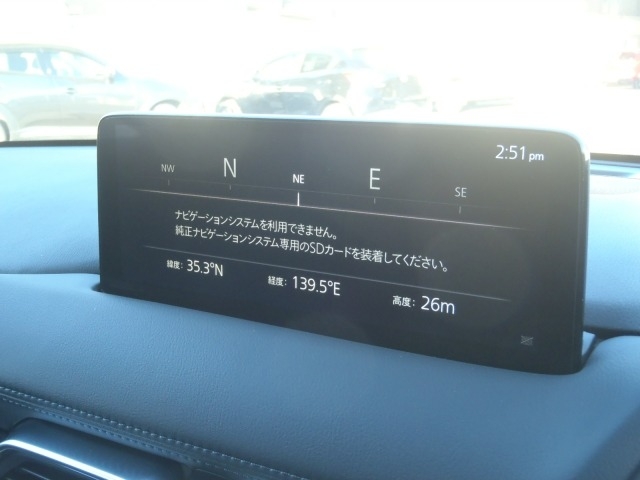 2:51 pm
NW N NE E SE
ナビゲーションシステムを利用できません。
純正ナビゲーションシステム専用のSDカードを装着してください。
緯度: 35.3°N 経度: 139.5°E 高度: 26m